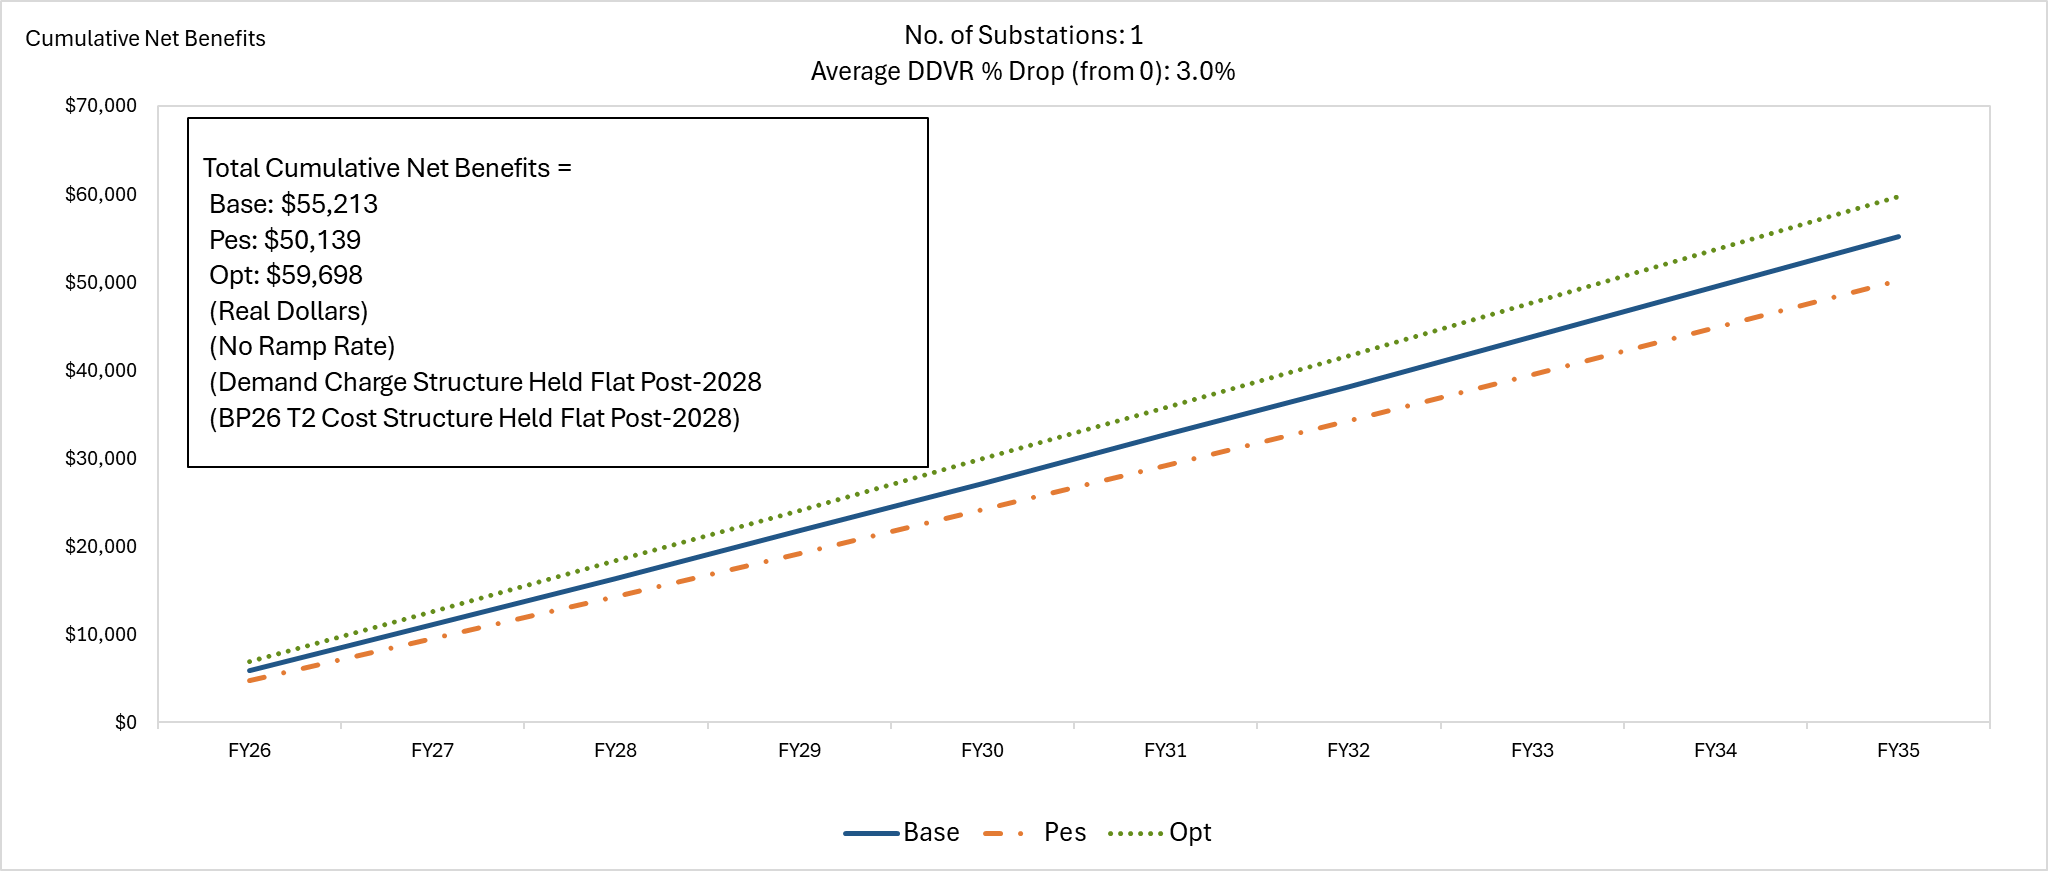 Cumulative Net Benefits
No. of Substations: 1
Average DDVR % Drop (from 0): 3.0%
$70,000
$60,000
$50,000
$40,000
$30,000
$20,000
$10,000
$0
Total Cumulative Net Benefits =
Base: $55,213
Pes: $50,139
Opt: $59,698
(Real Dollars)
(No Ramp Rate)
(Demand Charge Structure Held Flat Post-2028
(BP26 T2 Cost Structure Held Flat Post-2028)
FY26 FY27 FY28 FY29 FY30 FY31 FY32 FY33 FY34 FY35
Base Pes Opt